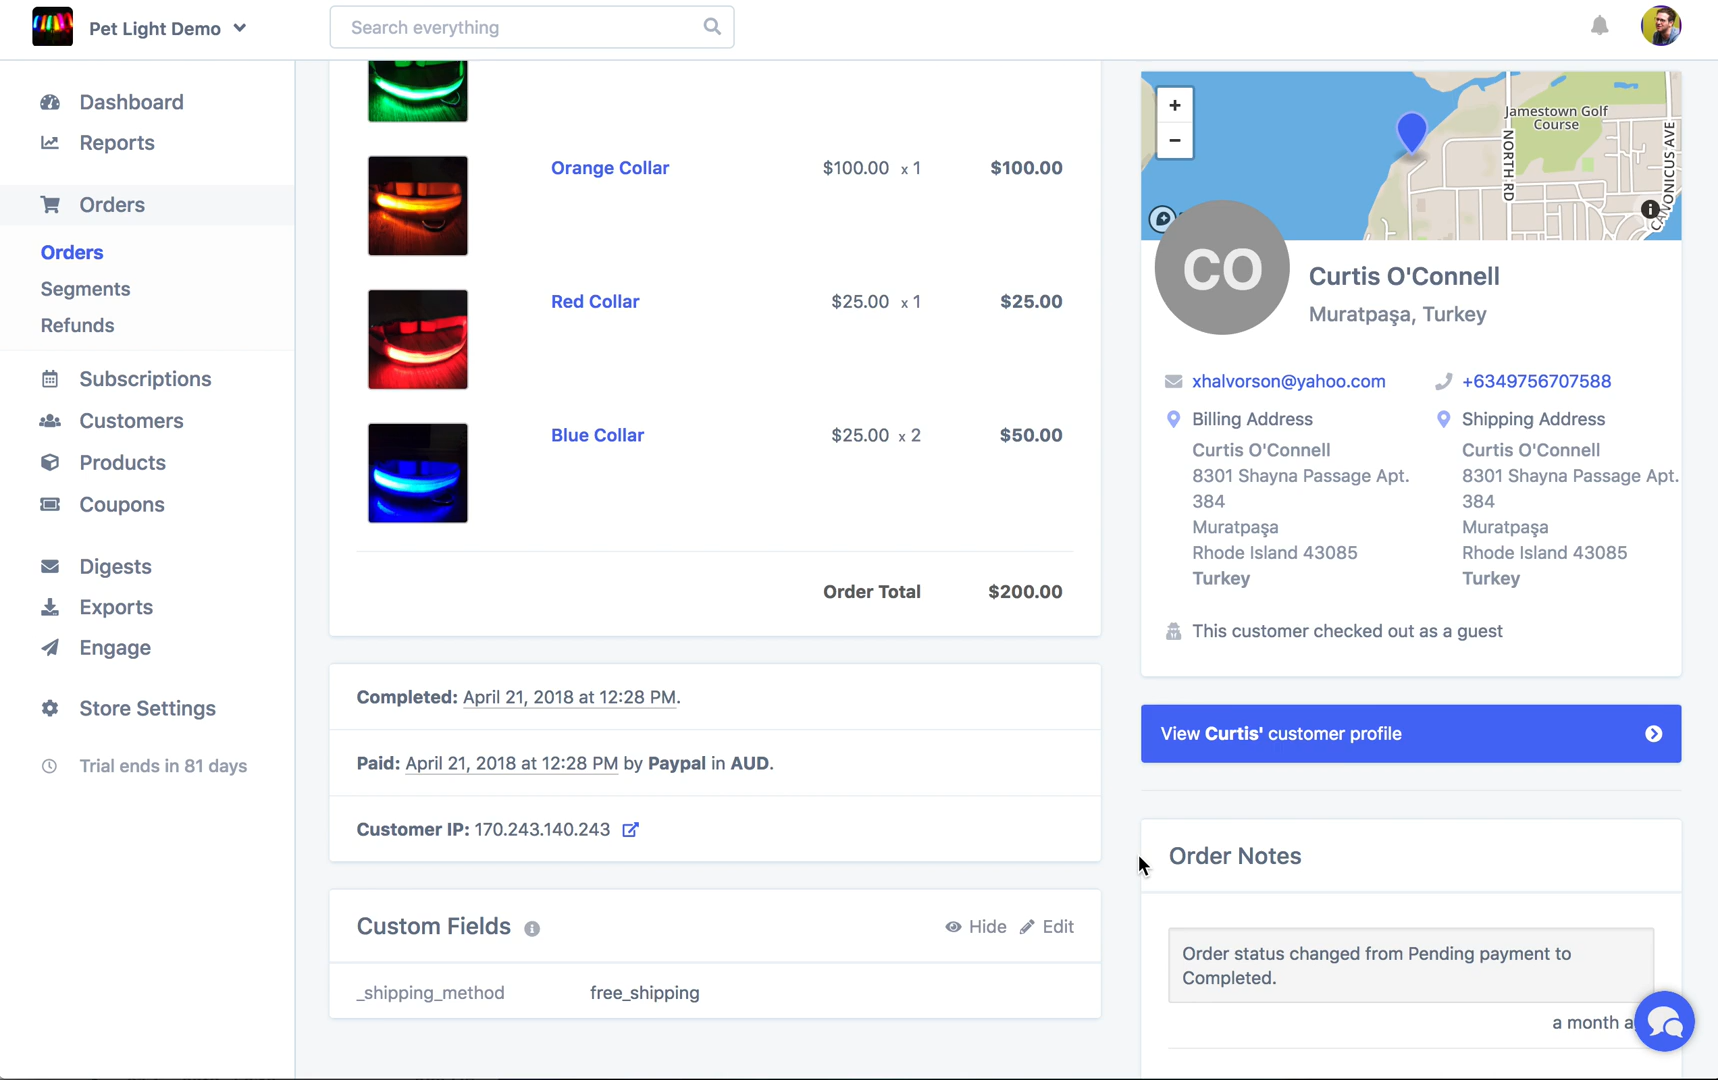 Pet Light Demo
Search everything
Dashboard
Reports
Orders
Orders
Segments
Refunds
Subscriptions
Customers
Products
Coupons
Digests
Exports
Engage
Store Settings
Trial ends in 81 days
Orange Collar $100.00 x 1 $100.00
Red Collar $25.00 x 1 $25.00
Blue Collar $25.00 x 2 $50.00
Order Total $200.00
Completed: April 21, 2018 at 12:28 PM.
Paid: April 21, 2018 at 12:28 PM by Paypal in AUD.
Customer IP: 170.243.140.243
Custom Fields Hide Edit
_shipping_method free_shipping
+
−
Jamestown Golf
Course
NORTH RD
CANONICUS AVE
CO
Curtis O'Connell
Muratpaşa, Turkey
xhalvorson@yahoo.com
+6349756707588
Billing Address
Curtis O'Connell
8301 Shayna Passage Apt.
384
Muratpaşa
Rhode Island 43085
Turkey
Shipping Address
Curtis O'Connell
8301 Shayna Passage Apt.
384
Muratpaşa
Rhode Island 43085
Turkey
This customer checked out as a guest
View Curtis' customer profile
Order Notes
Order status changed from Pending payment to
Completed.
a month a